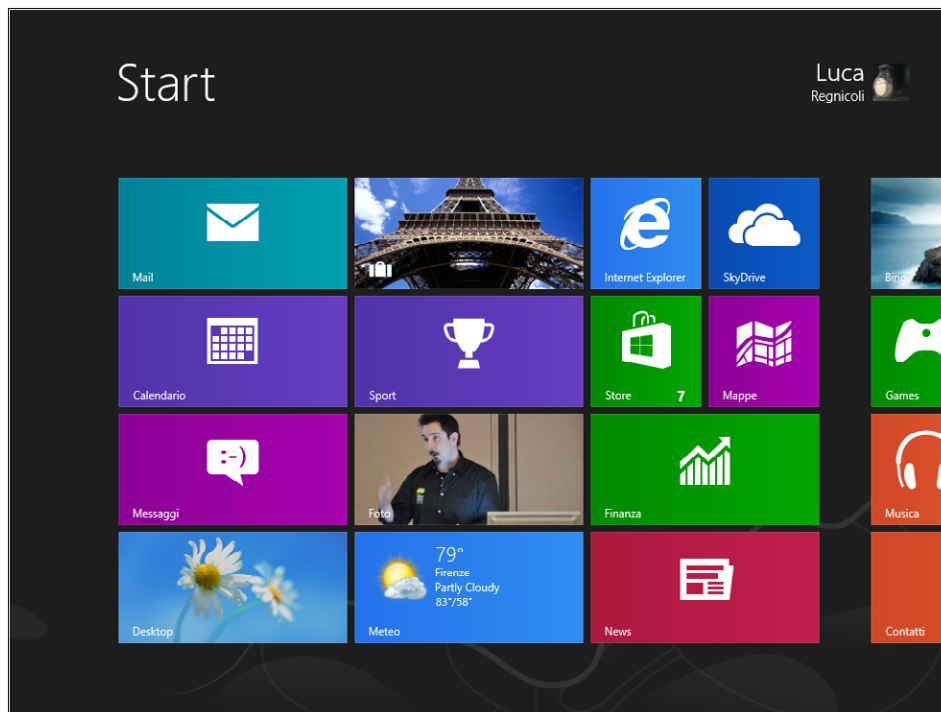 Start
Luca
Regnicoli
Mail
Internet Explorer
SkyDrive
Bing
Calendario
Sport
Store
7
Mappe
Games
Messaggi
:-)
Foto
Finanza
Musica
Desktop
79°
Firenze
Partly Cloudy
83°/58°
Meteo
News
Contatti